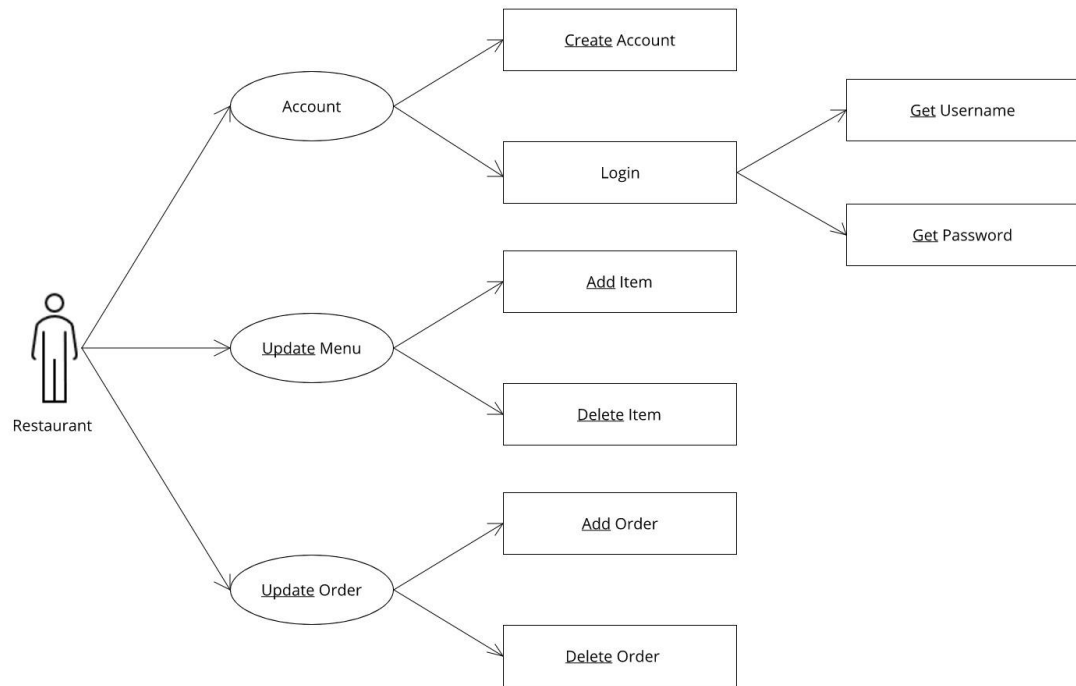 Create Account
Account
Get Username
Login
Get Password
Add Item
Update Menu
Delete Item
Restaurant
Add Order
Update Order
Delete Order